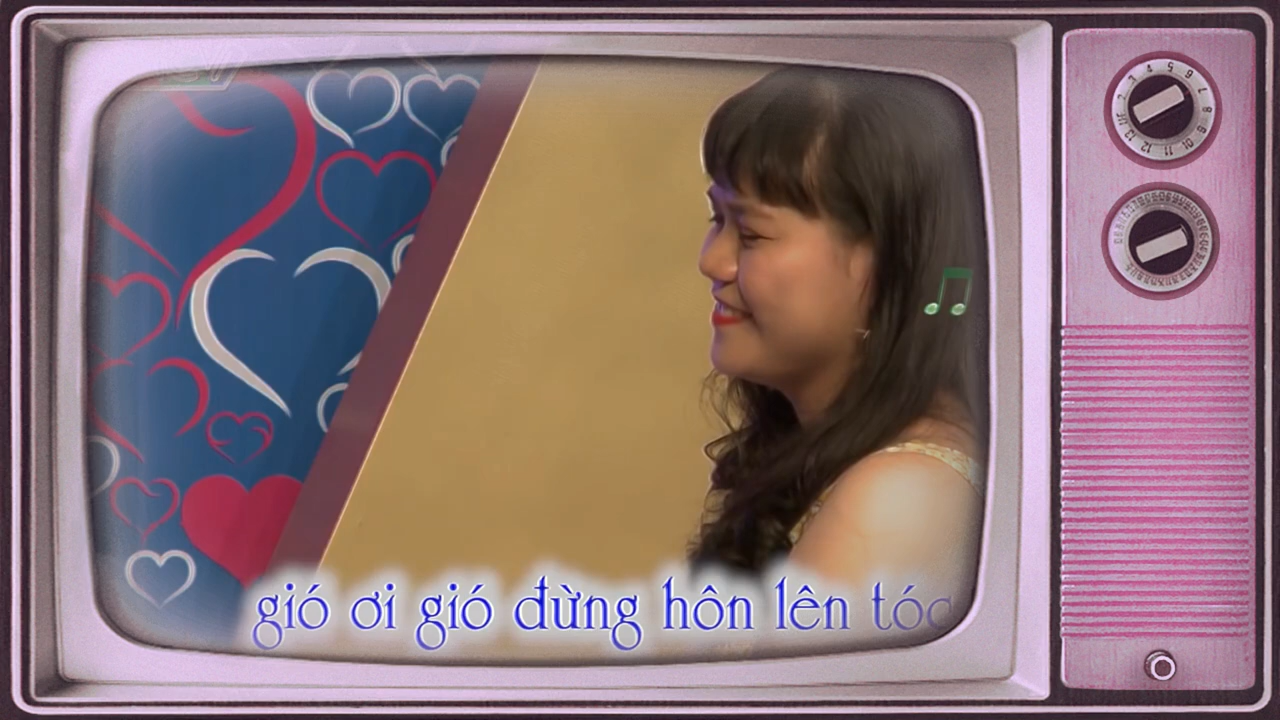 gió ơi gió đừng hôn lên tóc